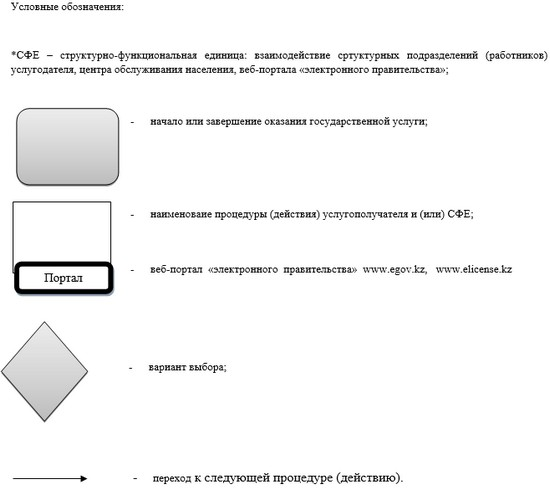 Условные обозначения:
*СФЕ – структурно-функциональная единица: взаимодействие сртуктурных подразделений (работников)
услугодателя, центра обслуживания населения, веб-портала «электронного правительства»;
- начало или завершение оказания государственной услуги;
- наименоваие процедуры (действия) услугополучателя и (или) СФЕ;
Портал - веб-портал «электронного правительства» www.egov.kz, www.elicense.kz
- вариант выбора;
- переход к следующей процедуре (действию).